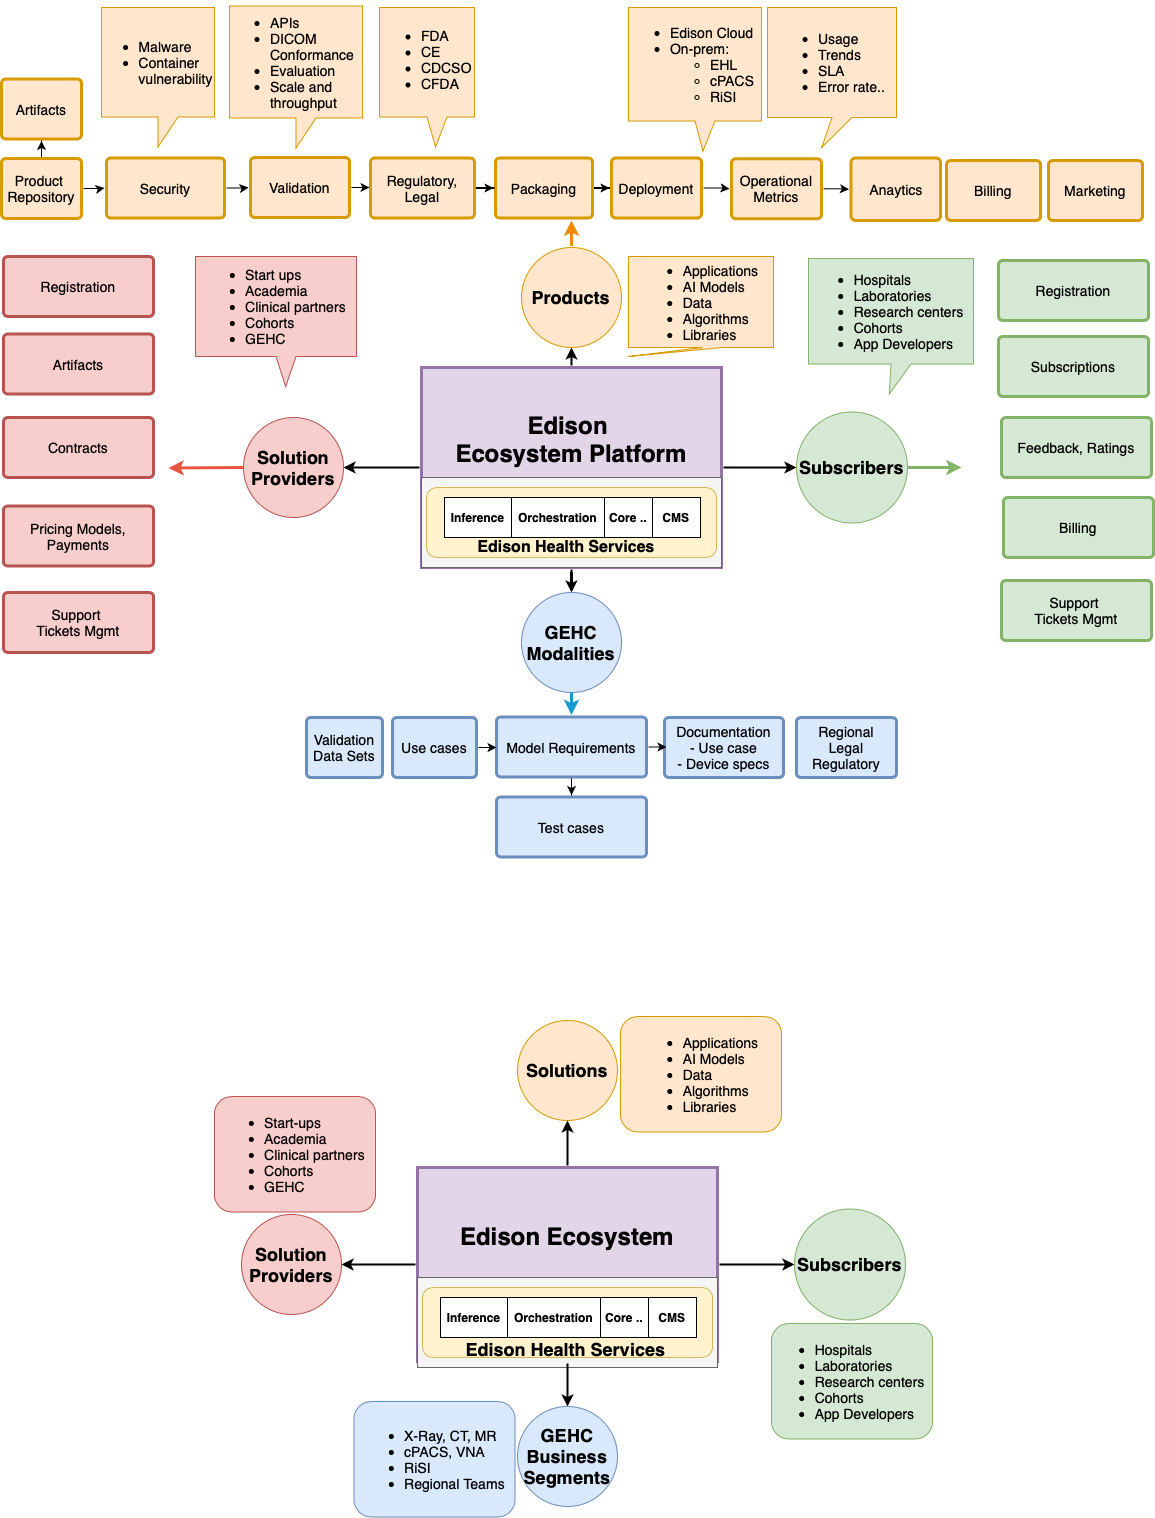 Malware
Container
vulnerability
APIs
DICOM
Conformance
Evaluation
Scale and
throughput
FDA
CE
CDCSO
CFDA
Edison Cloud
On-prem:
EHL
cPACS
RiSI
Usage
Trends
SLA
Error rate..
Artifacts
Product
Repository
Security
Validation
Regulatory,
Legal
Packaging
Deployment
Operational
Metrics
Anaytics
Billing
Marketing
Registration
Artifacts
Contracts
Pricing Models,
Payments
Support
Tickets Mgmt
Start ups
Academia
Clinical partners
Cohorts
GEHC
Solution
Providers
Products
Applications
AI Models
Data
Algorithms
Libraries
Edison
Ecosystem Platform
Inference
Orchestration
Core ..
CMS
Edison Health Services
Hospitals
Laboratories
Research centers
Cohorts
App Developers
Subscribers
Registration
Subscriptions
Feedback, Ratings
Billing
Support
Tickets Mgmt
GEHC
Modalities
Validation
Data Sets
Use cases
Model Requirements
Documentation
- Use case
- Device specs
Regional
Legal
Regulatory
Test cases
Solutions
Applications
AI Models
Data
Algorithms
Libraries
Start-ups
Academia
Clinical partners
Cohorts
GEHC
Solution
Providers
Edison Ecosystem
Inference
Orchestration
Core ..
CMS
Edison Health Services
Subscribers
Hospitals
Laboratories
Research centers
Cohorts
App Developers
X-Ray, CT, MR
cPACS, VNA
RiSI
Regional Teams
GEHC
Business
Segments